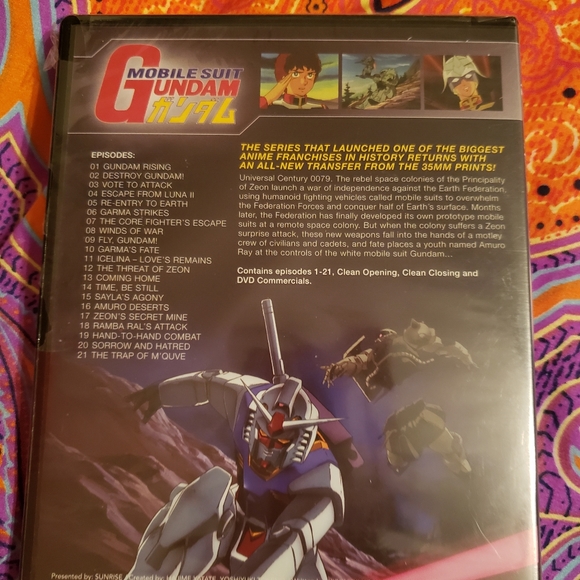 MOBILE SUIT
GUNDAM
ガンダム
EPISODES:
01 GUNDAM RISING
02 DESTROY GUNDAM!
03 VOTE TO ATTACK
04 ESCAPE FROM LUNA II
05 RE-ENTRY TO EARTH
06 GARMA STRIKES
07 THE CORE FIGHTER'S ESCAPE
08 WINDS OF WAR
09 FLY, GUNDAM!
10 GARMA'S FATE
11 ICELINA – LOVE'S REMAINS
12 THE THREAT OF ZEON
13 COMING HOME
14 TIME, BE STILL
15 SAYLA'S AGONY
16 AMURO DESERTS
17 ZEON'S SECRET MINE
18 RAMBA RAL'S ATTACK
19 HAND-TO-HAND COMBAT
20 SORROW AND HATRED
21 THE TRAP OF M'QUVE
THE SERIES THAT LAUNCHED ONE OF THE BIGGEST
ANIME FRANCHISES IN HISTORY RETURNS WITH
AN ALL-NEW TRANSFER FROM THE 35MM PRINTS!
Universal Century 0079. The rebel space colonies of the Principality
of Zeon launch a war of independence against the Earth Federation,
using humanoid fighting vehicles called mobile suits to overwhelm
the Federation Forces and conquer half of Earth's surface. Months
later, the Federation has finally developed its own prototype mobile
suits at a remote space colony. But when the colony suffers a Zeon
surprise attack, these new weapons fall into the hands of a motley
crew of civilians and cadets, and fate places a youth named Amuro
Ray at the controls of the white mobile suit Gundam...
Contains episodes 1-21, Clean Opening, Clean Closing and
DVD Commercials.
Presented by: SUNRISE Created by: HAJIME YATATE, YOSHIYUKI